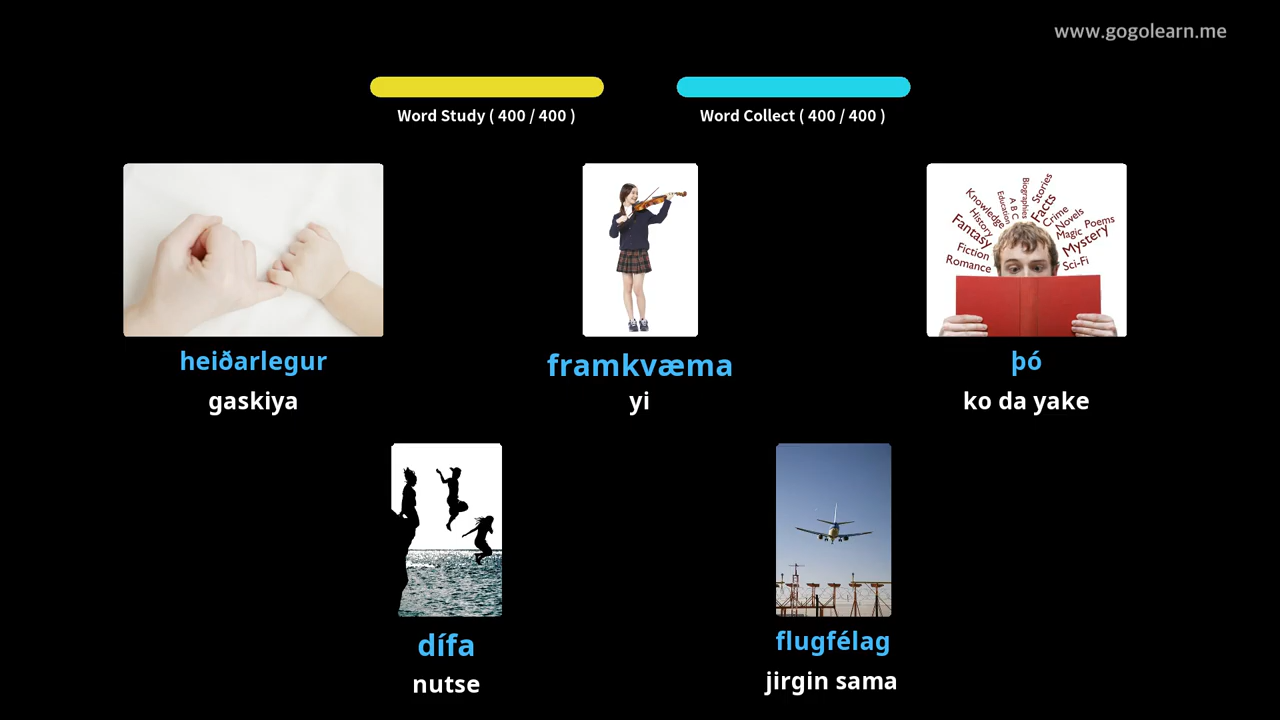 www.gogolearn.me
Word Study ( 400 / 400 )
Word Collect ( 400 / 400 )
Knowledge
History
Fantasy
Fiction
Romance
Education
A B C
Biographies
Stories
Facts
Crime
Novels
Magic
Poems
Mystery
Sci-Fi
heiðarlegur
framkvæma
þó
gaskiya
yi
ko da yake
dífa
flugfélag
nutse
jirgin sama